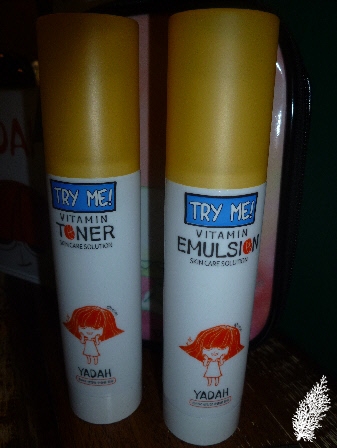 TRY ME!
VITAMIN
TONER
SKIN CARE SOLUTION
YADAH
TRY ME!
VITAMIN
EMULSION
SKIN CARE SOLUTION
YADAH